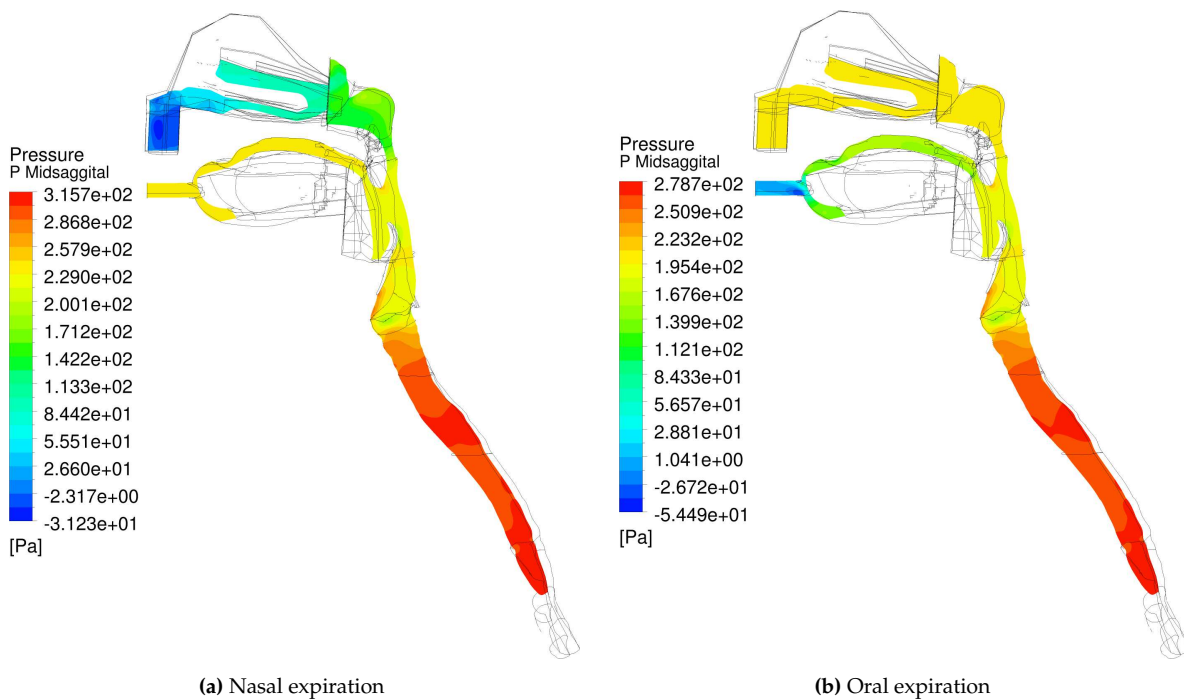 Pressure
P Midsaggital
3.157e+02
2.868e+02
2.579e+02
2.290e+02
2.001e+02
1.712e+02
1.422e+02
1.133e+02
8.442e+01
5.551e+01
2.660e+01
-2.317e+00
-3.123e+01
[Pa]
(a) Nasal expiration
Pressure
P Midsaggital
2.787e+02
2.509e+02
2.232e+02
1.954e+02
1.676e+02
1.399e+02
1.121e+02
8.433e+01
5.657e+01
2.881e+01
1.041e+00
-2.672e+01
-5.449e+01
[Pa]
(b) Oral expiration